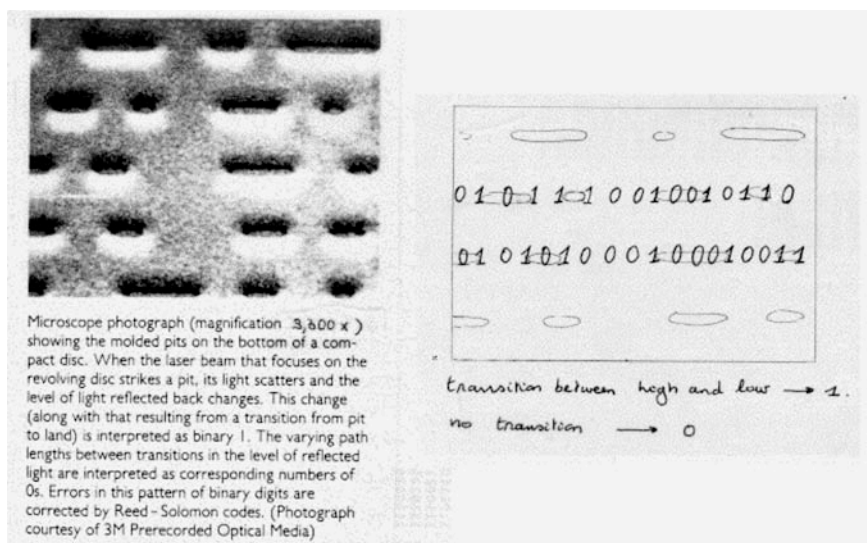 Microscope photograph (magnification 3,600 x )
showing the molded pits on the bottom of a com-
pact disc. When the laser beam that focuses on the
revolving disc strikes a pit, its light scatters and the
level of light reflected back changes. This change
(along with that resulting from a transition from pit
to land) is interpreted as binary 1. The varying path
lengths between transitions in the level of reflected
light are interpreted as corresponding numbers of
0s. Errors in this pattern of binary digits are
corrected by Reed–Solomon codes. (Photograph
courtesy of 3M Prerecorded Optical Media)
0 1 0 1 1 1 0 0 1 0 0 1 0 1 1 0
0 1 0 1 0 1 0 0 0 1 0 0 0 1 0 0 1 1
transition between high and low → 1.
no transition → 0